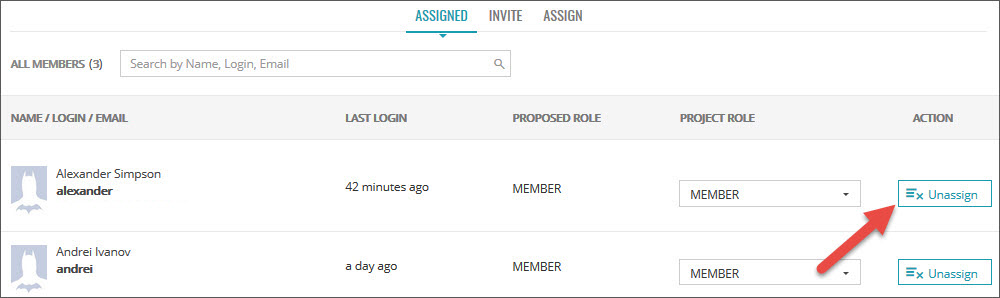 ASSIGNED INVITE ASSIGN
ALL MEMBERS (3) Search by Name, Login, Email
NAME / LOGIN / EMAIL LAST LOGIN PROPOSED ROLE PROJECT ROLE ACTION
Alexander Simpson
alexander
42 minutes ago MEMBER MEMBER Unassign
Andrei Ivanov
andrei
a day ago MEMBER MEMBER Unassign